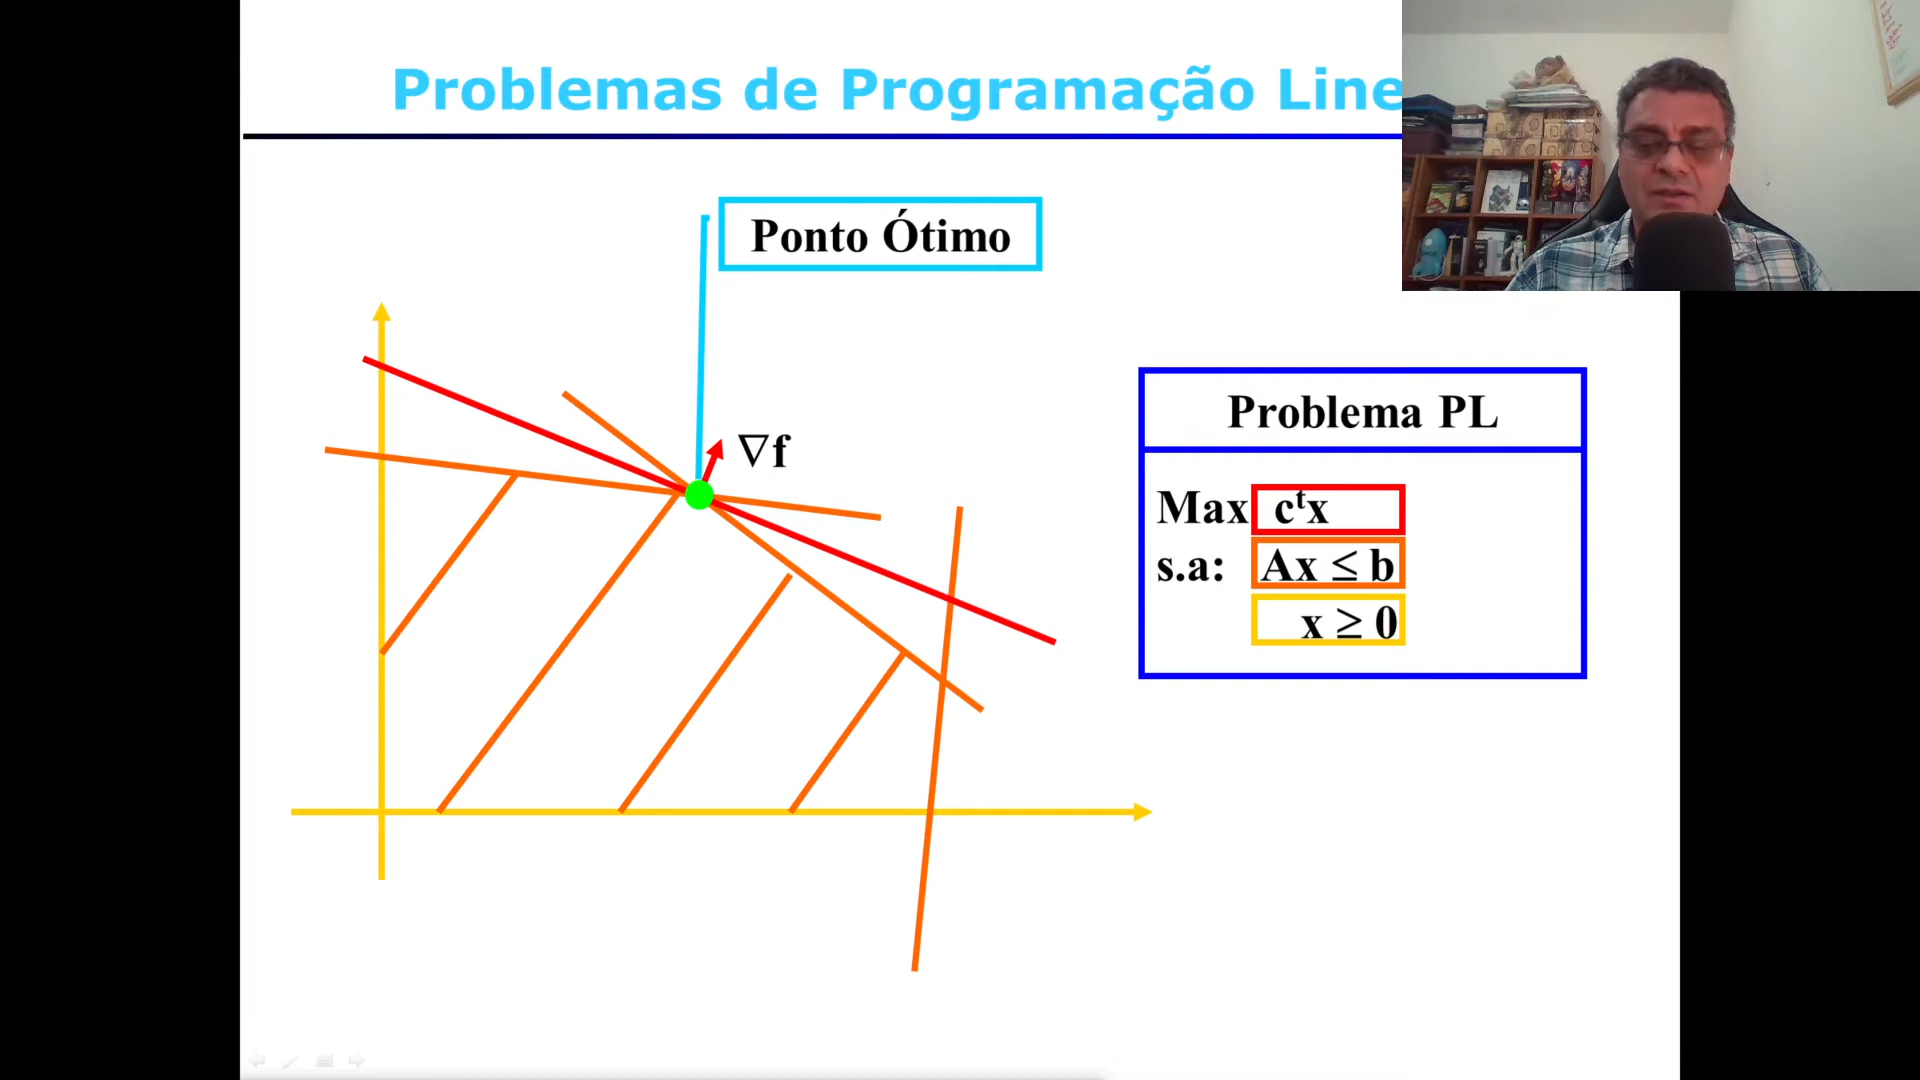 Problemas de Programação Line
Ponto Ótimo
∇f
Problema PL
Max cᵗx
s.a: Ax ≤ b
x ≥ 0